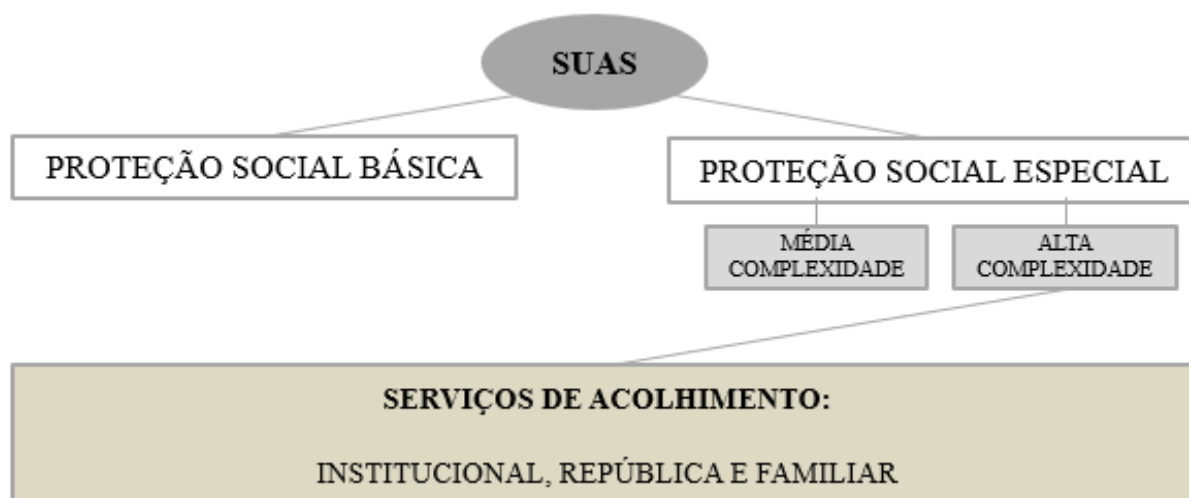 SUAS
PROTEÇÃO SOCIAL BÁSICA
PROTEÇÃO SOCIAL ESPECIAL
MÉDIA
COMPLEXIDADE
ALTA
COMPLEXIDADE
SERVIÇOS DE ACOLHIMENTO:
INSTITUCIONAL, REPÚBLICA E FAMILIAR